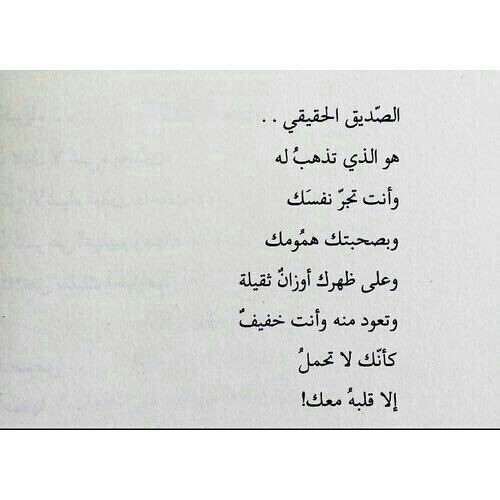 الصّديق الحقيقي . .
هو الذي تذهبُ له
وأنت تجرّ نفسَك
وبصحبتك همُومك
وعلى ظهرك أوزانٌ ثقيلة
وتعود منه وأنت خفيفٌ
كأنّك لا تحملُ
إلا قلبهُ معك!